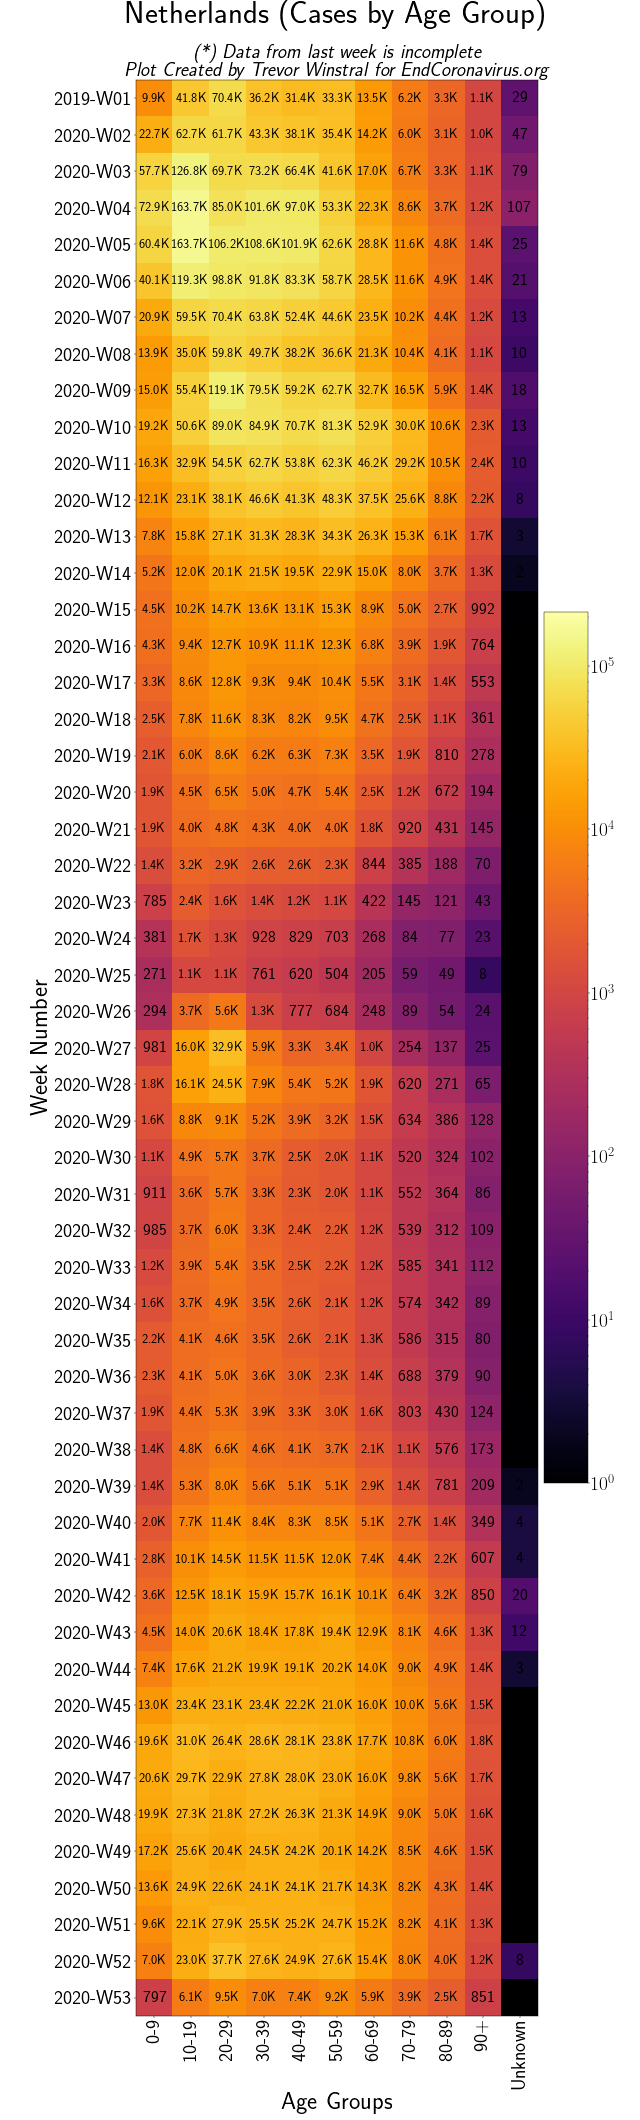 Netherlands (Cases by Age Group)
(*) Data from last week is incomplete
Plot Created by Trevor Winstral for EndCoronavirus.org
2019-W01 9.9K 41.8K 70.4K 36.2K 31.4K 33.3K 13.5K 6.2K 3.3K 1.1K 29
2020-W02 22.7K 62.7K 61.7K 43.3K 38.1K 35.4K 14.2K 6.0K 3.1K 1.0K 47
2020-W03 57.7K 126.8K 69.7K 73.2K 66.4K 41.6K 17.0K 6.7K 3.3K 1.1K 79
2020-W04 72.9K 163.7K 85.0K 101.6K 97.0K 53.3K 22.3K 8.6K 3.7K 1.2K 107
2020-W05 60.4K 163.7K 106.2K 108.6K 101.9K 62.6K 28.8K 11.6K 4.8K 1.4K 25
2020-W06 40.1K 119.3K 98.8K 91.8K 83.3K 58.7K 28.5K 11.6K 4.9K 1.4K 21
2020-W07 20.9K 59.5K 70.4K 63.8K 52.4K 44.6K 23.5K 10.2K 4.4K 1.2K 13
2020-W08 13.9K 35.0K 59.8K 49.7K 38.2K 36.6K 21.3K 10.4K 4.1K 1.1K 10
2020-W09 15.0K 55.4K 119.1K 79.5K 59.2K 62.7K 32.7K 16.5K 5.9K 1.4K 18
2020-W10 19.2K 50.6K 89.0K 84.9K 70.7K 81.3K 52.9K 30.0K 10.6K 2.3K 13
2020-W11 16.3K 32.9K 54.5K 62.7K 53.8K 62.3K 46.2K 29.2K 10.5K 2.4K 10
2020-W12 12.1K 23.1K 38.1K 46.6K 41.3K 48.3K 37.5K 25.6K 8.8K 2.2K 8
2020-W13 7.8K 15.8K 27.1K 31.3K 28.3K 34.3K 26.3K 15.3K 6.1K 1.7K 3
2020-W14 5.2K 12.0K 20.1K 21.5K 19.5K 22.9K 15.0K 8.0K 3.7K 1.3K 2
2020-W15 4.5K 10.2K 14.7K 13.6K 13.1K 15.3K 8.9K 5.0K 2.7K 992
2020-W16 4.3K 9.4K 12.7K 10.9K 11.1K 12.3K 6.8K 3.9K 1.9K 764
2020-W17 3.3K 8.6K 12.8K 9.3K 9.4K 10.4K 5.5K 3.1K 1.4K 553
2020-W18 2.5K 7.8K 11.6K 8.3K 8.2K 9.5K 4.7K 2.5K 1.1K 361
2020-W19 2.1K 6.0K 8.6K 6.2K 6.3K 7.3K 3.5K 1.9K 810 278
2020-W20 1.9K 4.5K 6.5K 5.0K 4.7K 5.4K 2.5K 1.2K 672 194
2020-W21 1.9K 4.0K 4.8K 4.3K 4.0K 4.0K 1.8K 920 431 145
2020-W22 1.4K 3.2K 2.9K 2.6K 2.6K 2.3K 844 385 188 70
2020-W23 785 2.4K 1.6K 1.4K 1.2K 1.1K 422 145 121 43
2020-W24 381 1.7K 1.3K 928 829 703 268 84 77 23
2020-W25 271 1.1K 1.1K 761 620 504 205 59 49 8
2020-W26 294 3.7K 5.6K 1.3K 777 684 248 89 54 24
2020-W27 981 16.0K 32.9K 5.9K 3.3K 3.4K 1.0K 254 137 25
2020-W28 1.8K 16.1K 24.5K 7.9K 5.4K 5.2K 1.9K 620 271 65
2020-W29 1.6K 8.8K 9.1K 5.2K 3.9K 3.2K 1.5K 634 386 128
2020-W30 1.1K 4.9K 5.7K 3.7K 2.5K 2.0K 1.1K 520 324 102
2020-W31 911 3.6K 5.7K 3.3K 2.3K 2.0K 1.1K 552 364 86
2020-W32 985 3.7K 6.0K 3.3K 2.4K 2.2K 1.2K 539 312 109
2020-W33 1.2K 3.9K 5.4K 3.5K 2.5K 2.2K 1.2K 585 341 112
2020-W34 1.6K 3.7K 4.9K 3.5K 2.6K 2.1K 1.2K 574 342 89
2020-W35 2.2K 4.1K 4.6K 3.5K 2.6K 2.1K 1.3K 586 315 80
2020-W36 2.3K 4.1K 5.0K 3.6K 3.0K 2.3K 1.4K 688 379 90
2020-W37 1.9K 4.4K 5.3K 3.9K 3.3K 3.0K 1.6K 803 430 124
2020-W38 1.4K 4.8K 6.6K 4.6K 4.1K 3.7K 2.1K 1.1K 576 173
2020-W39 1.4K 5.3K 8.0K 5.6K 5.1K 5.1K 2.9K 1.4K 781 209 2
2020-W40 2.0K 7.7K 11.4K 8.4K 8.3K 8.5K 5.1K 2.7K 1.4K 349 4
2020-W41 2.8K 10.1K 14.5K 11.5K 11.5K 12.0K 7.4K 4.4K 2.2K 607 4
2020-W42 3.6K 12.5K 18.1K 15.9K 15.7K 16.1K 10.1K 6.4K 3.2K 850 20
2020-W43 4.5K 14.0K 20.6K 18.4K 17.8K 19.4K 12.9K 8.1K 4.6K 1.3K 12
2020-W44 7.4K 17.6K 21.2K 19.9K 19.1K 20.2K 14.0K 9.0K 4.9K 1.4K 3
2020-W45 13.0K 23.4K 23.1K 23.4K 22.2K 21.0K 16.0K 10.0K 5.6K 1.5K
2020-W46 19.6K 31.0K 26.4K 28.6K 28.1K 23.8K 17.7K 10.8K 6.0K 1.8K
2020-W47 20.6K 29.7K 22.9K 27.8K 28.0K 23.0K 16.0K 9.8K 5.6K 1.7K
2020-W48 19.9K 27.3K 21.8K 27.2K 26.3K 21.3K 14.9K 9.0K 5.0K 1.6K
2020-W49 17.2K 25.6K 20.4K 24.5K 24.2K 20.1K 14.2K 8.5K 4.6K 1.5K
2020-W50 13.6K 24.9K 22.6K 24.1K 24.1K 21.7K 14.3K 8.2K 4.3K 1.4K
2020-W51 9.6K 22.1K 27.9K 25.5K 25.2K 24.7K 15.2K 8.2K 4.1K 1.3K
2020-W52 7.0K 23.0K 37.7K 27.6K 24.9K 27.6K 15.4K 8.0K 4.0K 1.2K 8
2020-W53 797 6.1K 9.5K 7.0K 7.4K 9.2K 5.9K 3.9K 2.5K 851
0-9 10-19 20-29 30-39 40-49 50-59 60-69 70-79 80-89 90+ Unknown
Age Groups
Week Number
10^5
10^4
10^3
10^2
10^1
10^0